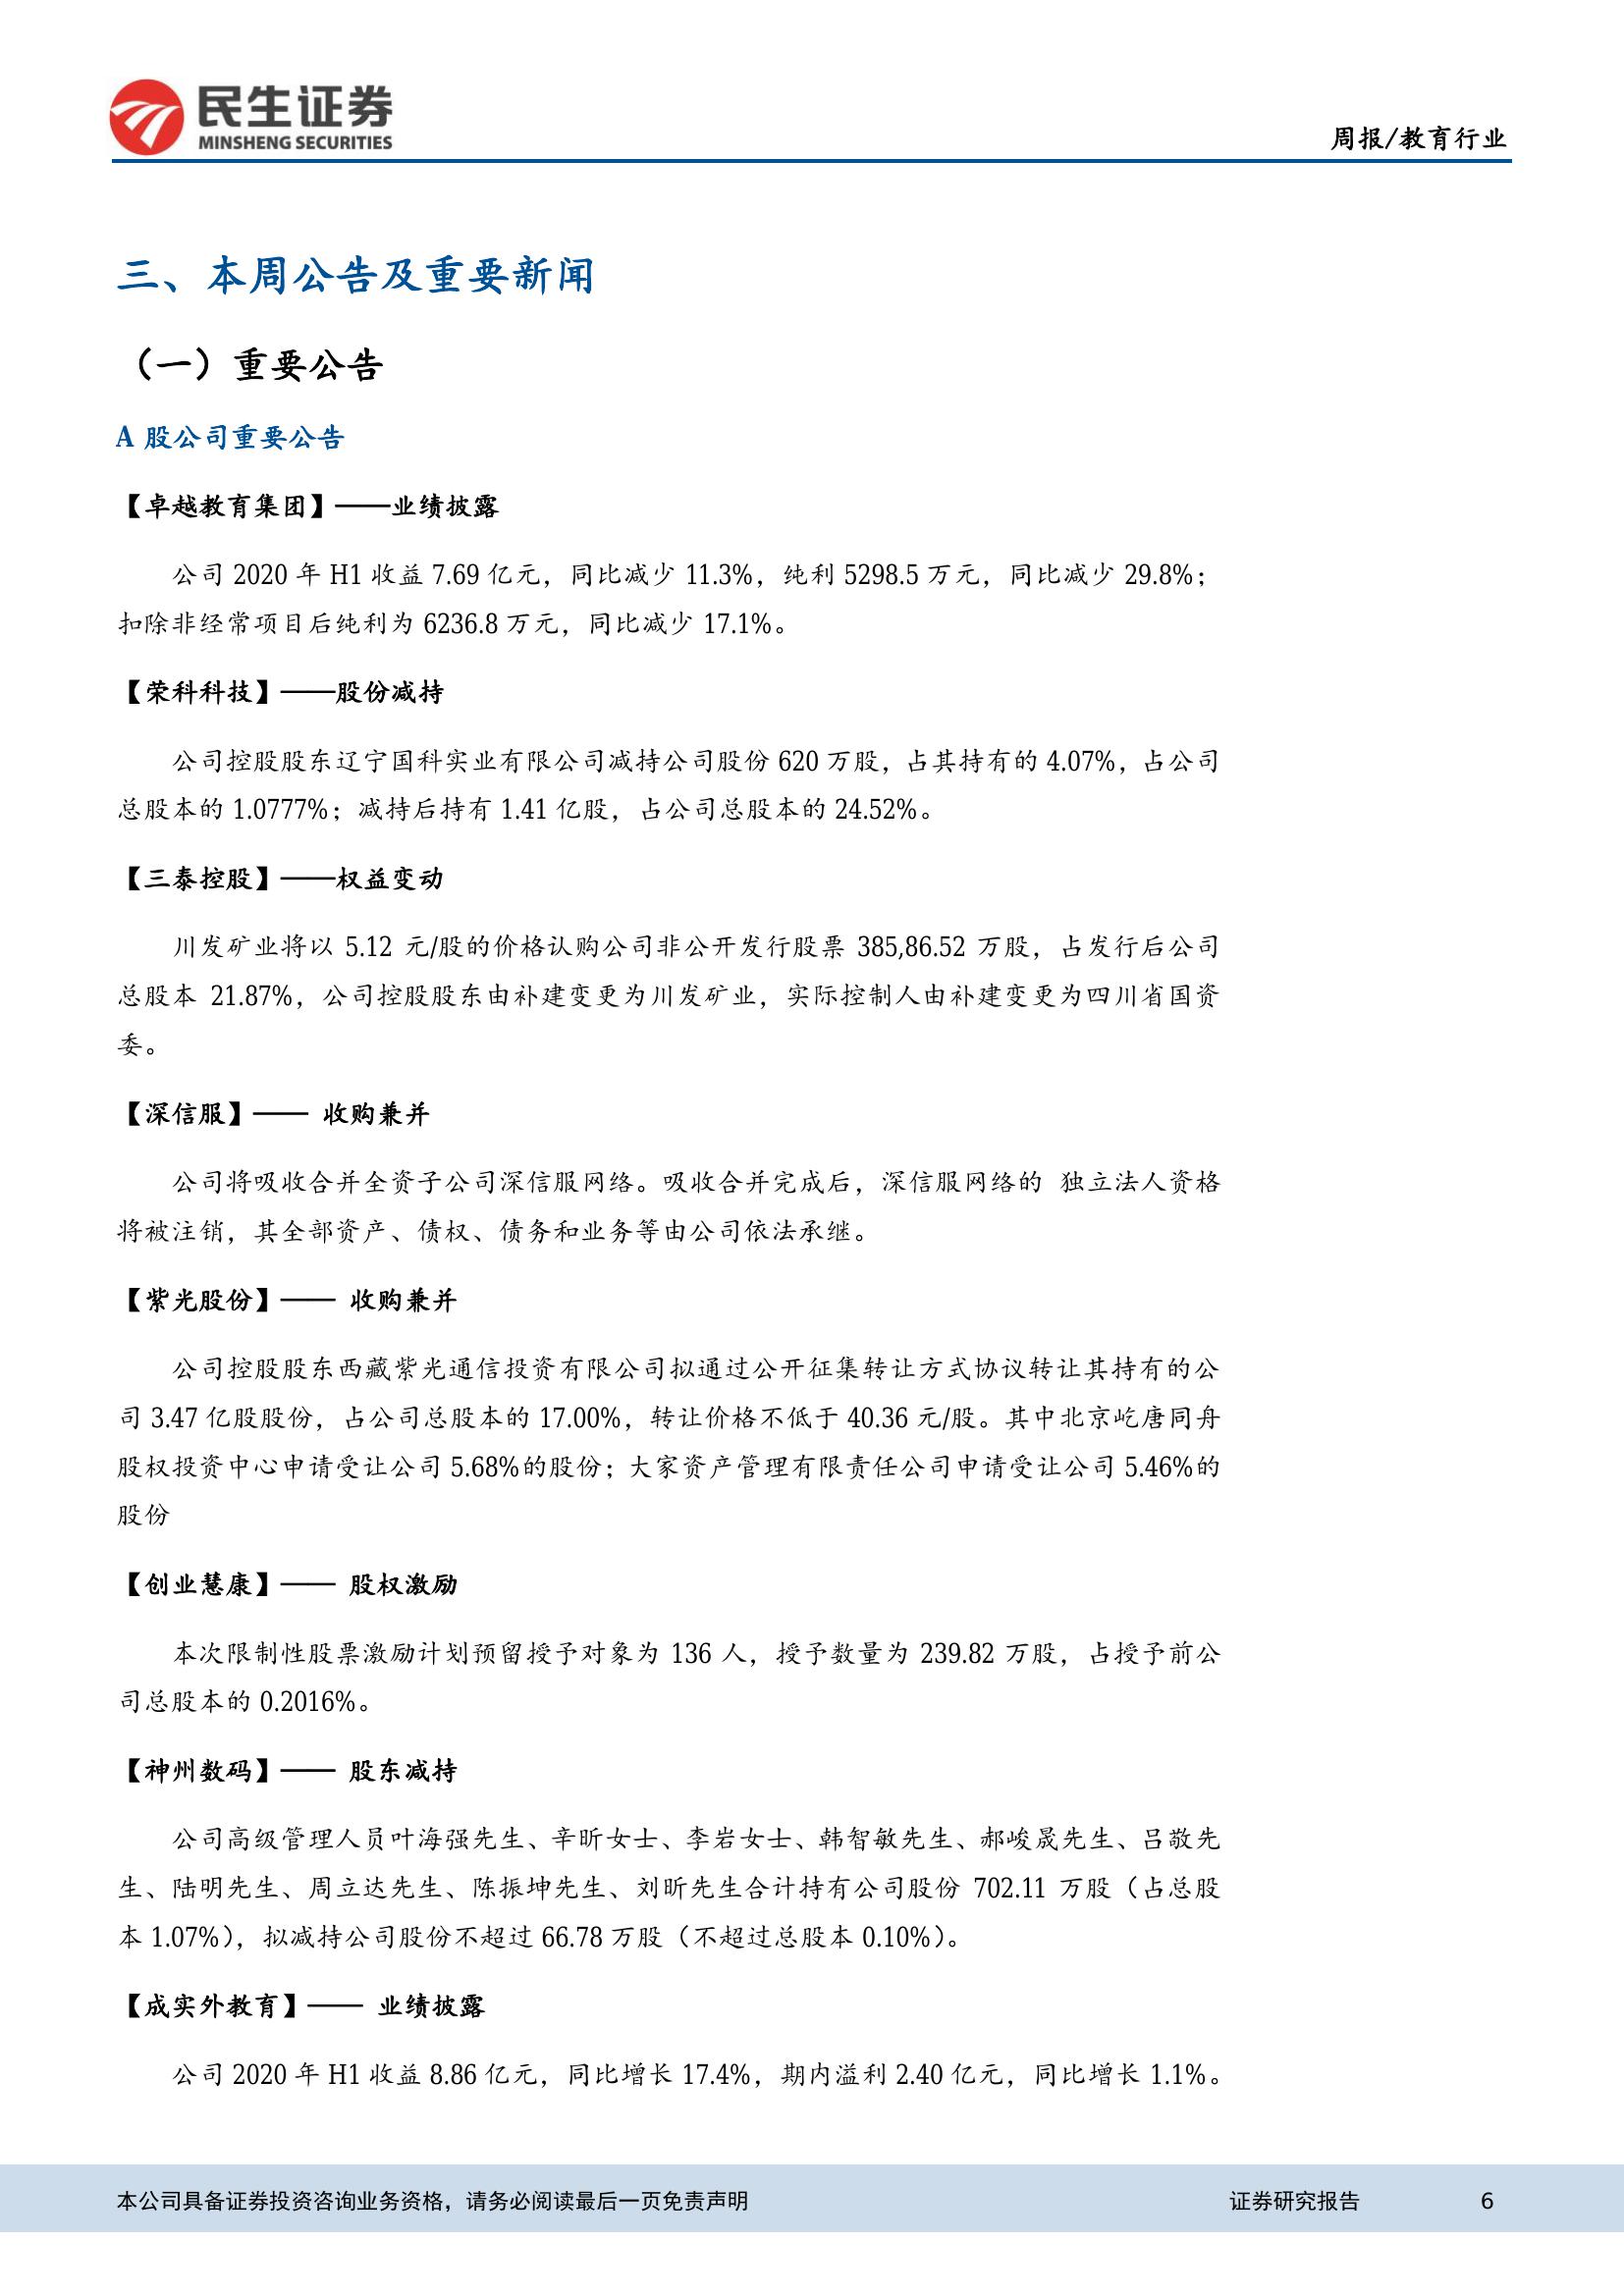 民生证券
MINSHENG SECURITIES
周报/教育行业
三、本周公告及重要新闻
（一）重要公告
A 股公司重要公告
【卓越教育集团】——业绩披露
公司 2020 年 H1 收益 7.69 亿元，同比减少 11.3%，纯利 5298.5 万元，同比减少 29.8%；
扣除非经常项目后纯利为 6236.8 万元，同比减少 17.1%。
【荣科科技】——股份减持
公司控股股东辽宁国科实业有限公司减持公司股份 620 万股，占其持有的 4.07%，占公司
总股本的 1.0777%；减持后持有 1.41 亿股，占公司总股本的 24.52%。
【三泰控股】——权益变动
川发矿业将以 5.12 元/股的价格认购公司非公开发行股票 385,86.52 万股，占发行后公司
总股本 21.87%，公司控股股东由补建变更为川发矿业，实际控制人由补建变更为四川省国资
委。
【深信服】—— 收购兼并
公司将吸收合并全资子公司深信服网络。吸收合并完成后，深信服网络的 独立法人资格
将被注销，其全部资产、债权、债务和业务等由公司依法承继。
【紫光股份】—— 收购兼并
公司控股股东西藏紫光通信投资有限公司拟通过公开征集转让方式协议转让其持有的公
司 3.47 亿股股份，占公司总股本的 17.00%，转让价格不低于 40.36 元/股。其中北京屹唐同舟
股权投资中心申请受让公司 5.68%的股份；大家资产管理有限责任公司申请受让公司 5.46%的
股份
【创业慧康】—— 股权激励
本次限制性股票激励计划预留授予对象为 136 人，授予数量为 239.82 万股，占授予前公
司总股本的 0.2016%。
【神州数码】—— 股东减持
公司高级管理人员叶海强先生、辛昕女士、李岩女士、韩智敏先生、郝峻晟先生、吕敬先
生、陆明先生、周立达先生、陈振坤先生、刘昕先生合计持有公司股份 702.11 万股（占总股
本 1.07%），拟减持公司股份不超过 66.78 万股（不超过总股本 0.10%）。
【成实外教育】—— 业绩披露
公司 2020 年 H1 收益 8.86 亿元，同比增长 17.4%，期内溢利 2.40 亿元，同比增长 1.1%。
本公司具备证券投资咨询业务资格，请务必阅读最后一页免责声明 证券研究报告 6